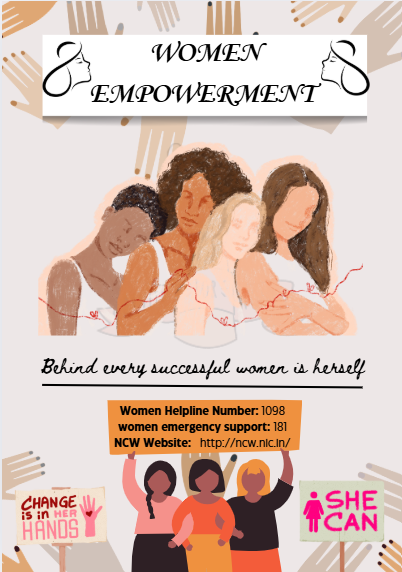 WOMEN
EMPOWERMENT
Behind every successful women is herself
Women Helpline Number: 1098
women emergency support: 181
NCW Website: http://ncw.nic.in/
CHANGE
iS iN HER
HANDS
SHE
CAN